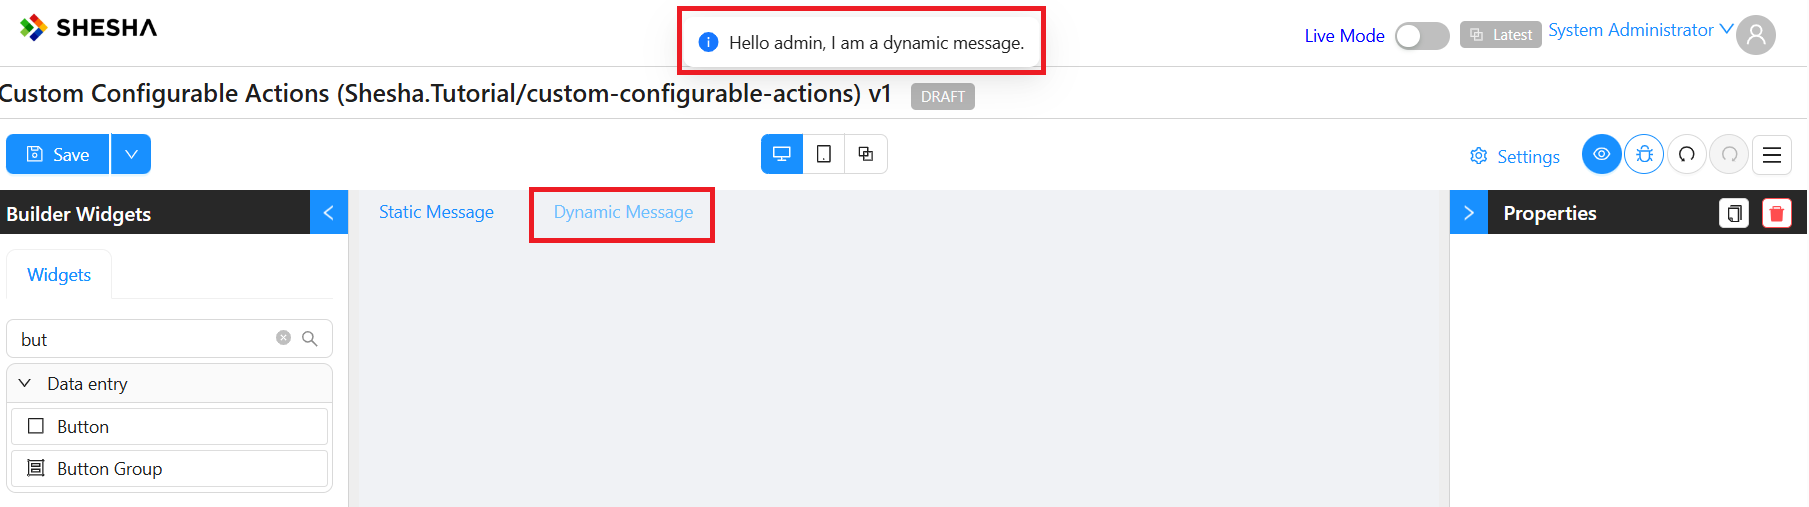 SHESHA
Hello admin, I am a dynamic message.
Live Mode
Latest
System Administrator
Custom Configurable Actions (Shesha.Tutorial/custom-configurable-actions) v1
DRAFT
Save
Settings
Builder Widgets
Static Message
Dynamic Message
Properties
Widgets
but
Data entry
Button
Button Group